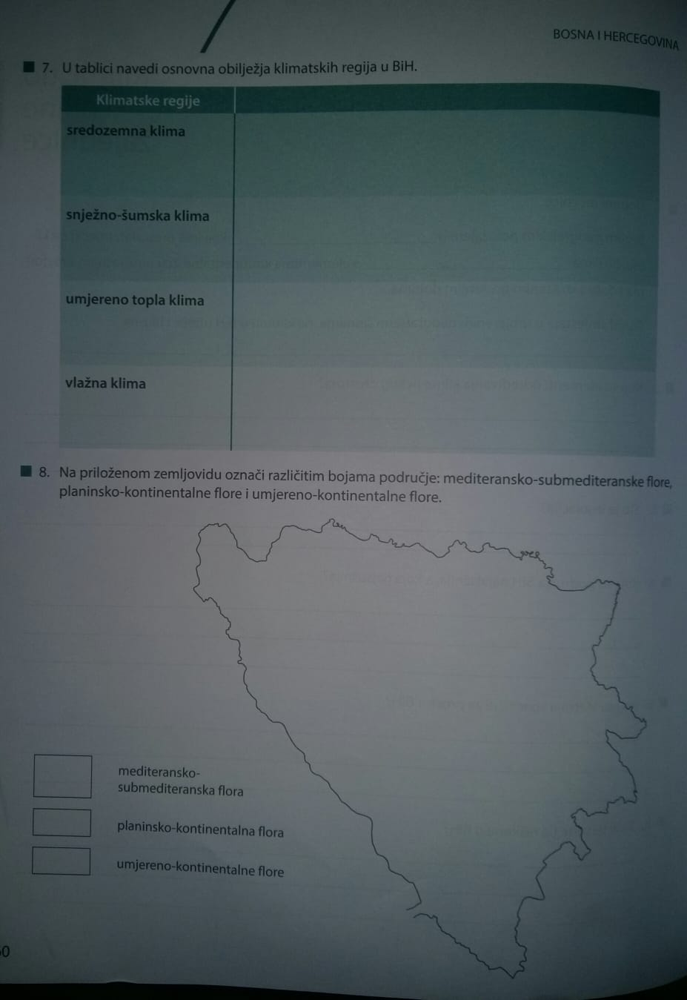 BOSNA I HERCEGOVINA
7. U tablici navedi osnovna obilježja klimatskih regija u BiH.
Klimatske regije
sredozemna klima
snježno-šumska klima
umjereno topla klima
vlažna klima
8. Na priloženom zemljovidu označi različitim bojama područje: mediteransko-submediteranske flore,
planinsko-kontinentalne flore i umjereno-kontinentalne flore.
mediteransko-
submediteranska flora
planinsko-kontinentalna flora
umjereno-kontinentalne flore